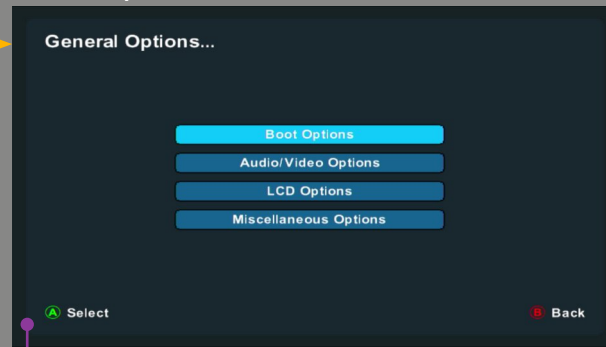 General Options...
Boot Options
Audio/Video Options
LCD Options
Miscellaneous Options
A Select
B Back